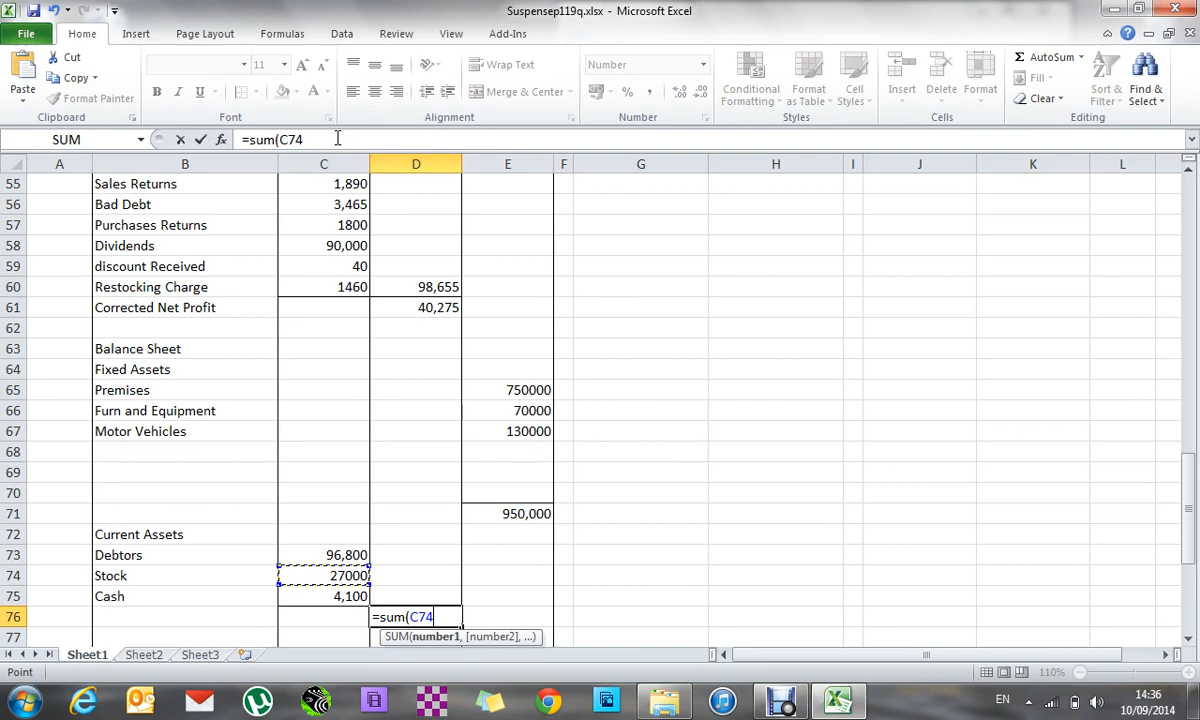 Suspensep119q.xlsx - Microsoft Excel
File Home Insert Page Layout Formulas Data Review View Add-Ins
Paste
Cut
Copy
Format Painter
Clipboard
11 A A
B I U A
Font
Wrap Text
Merge & Center
Alignment
Number
% , .0 .00 .00 .0
Number
Conditional Formatting
Format as Table
Cell Styles
Styles
Insert Delete Format
Cells
Σ AutoSum
Fill
Clear
Sort & Filter
Find & Select
Editing
SUM fx =sum(C74
A B C D E F G H I J K L
55 Sales Returns 1,890
56 Bad Debt 3,465
57 Purchases Returns 1800
58 Dividends 90,000
59 discount Received 40
60 Restocking Charge 1460 98,655
61 Corrected Net Profit 40,275
62
63 Balance Sheet
64 Fixed Assets
65 Premises 750000
66 Furn and Equipment 70000
67 Motor Vehicles 130000
68
69
70
71 950,000
72 Current Assets
73 Debtors 96,800
74 Stock 27000
75 Cash 4,100
76 =sum(C74
77 SUM(number1, [number2], ...)
Sheet1 Sheet2 Sheet3
Point 110%
EN 14:36
10/09/2014